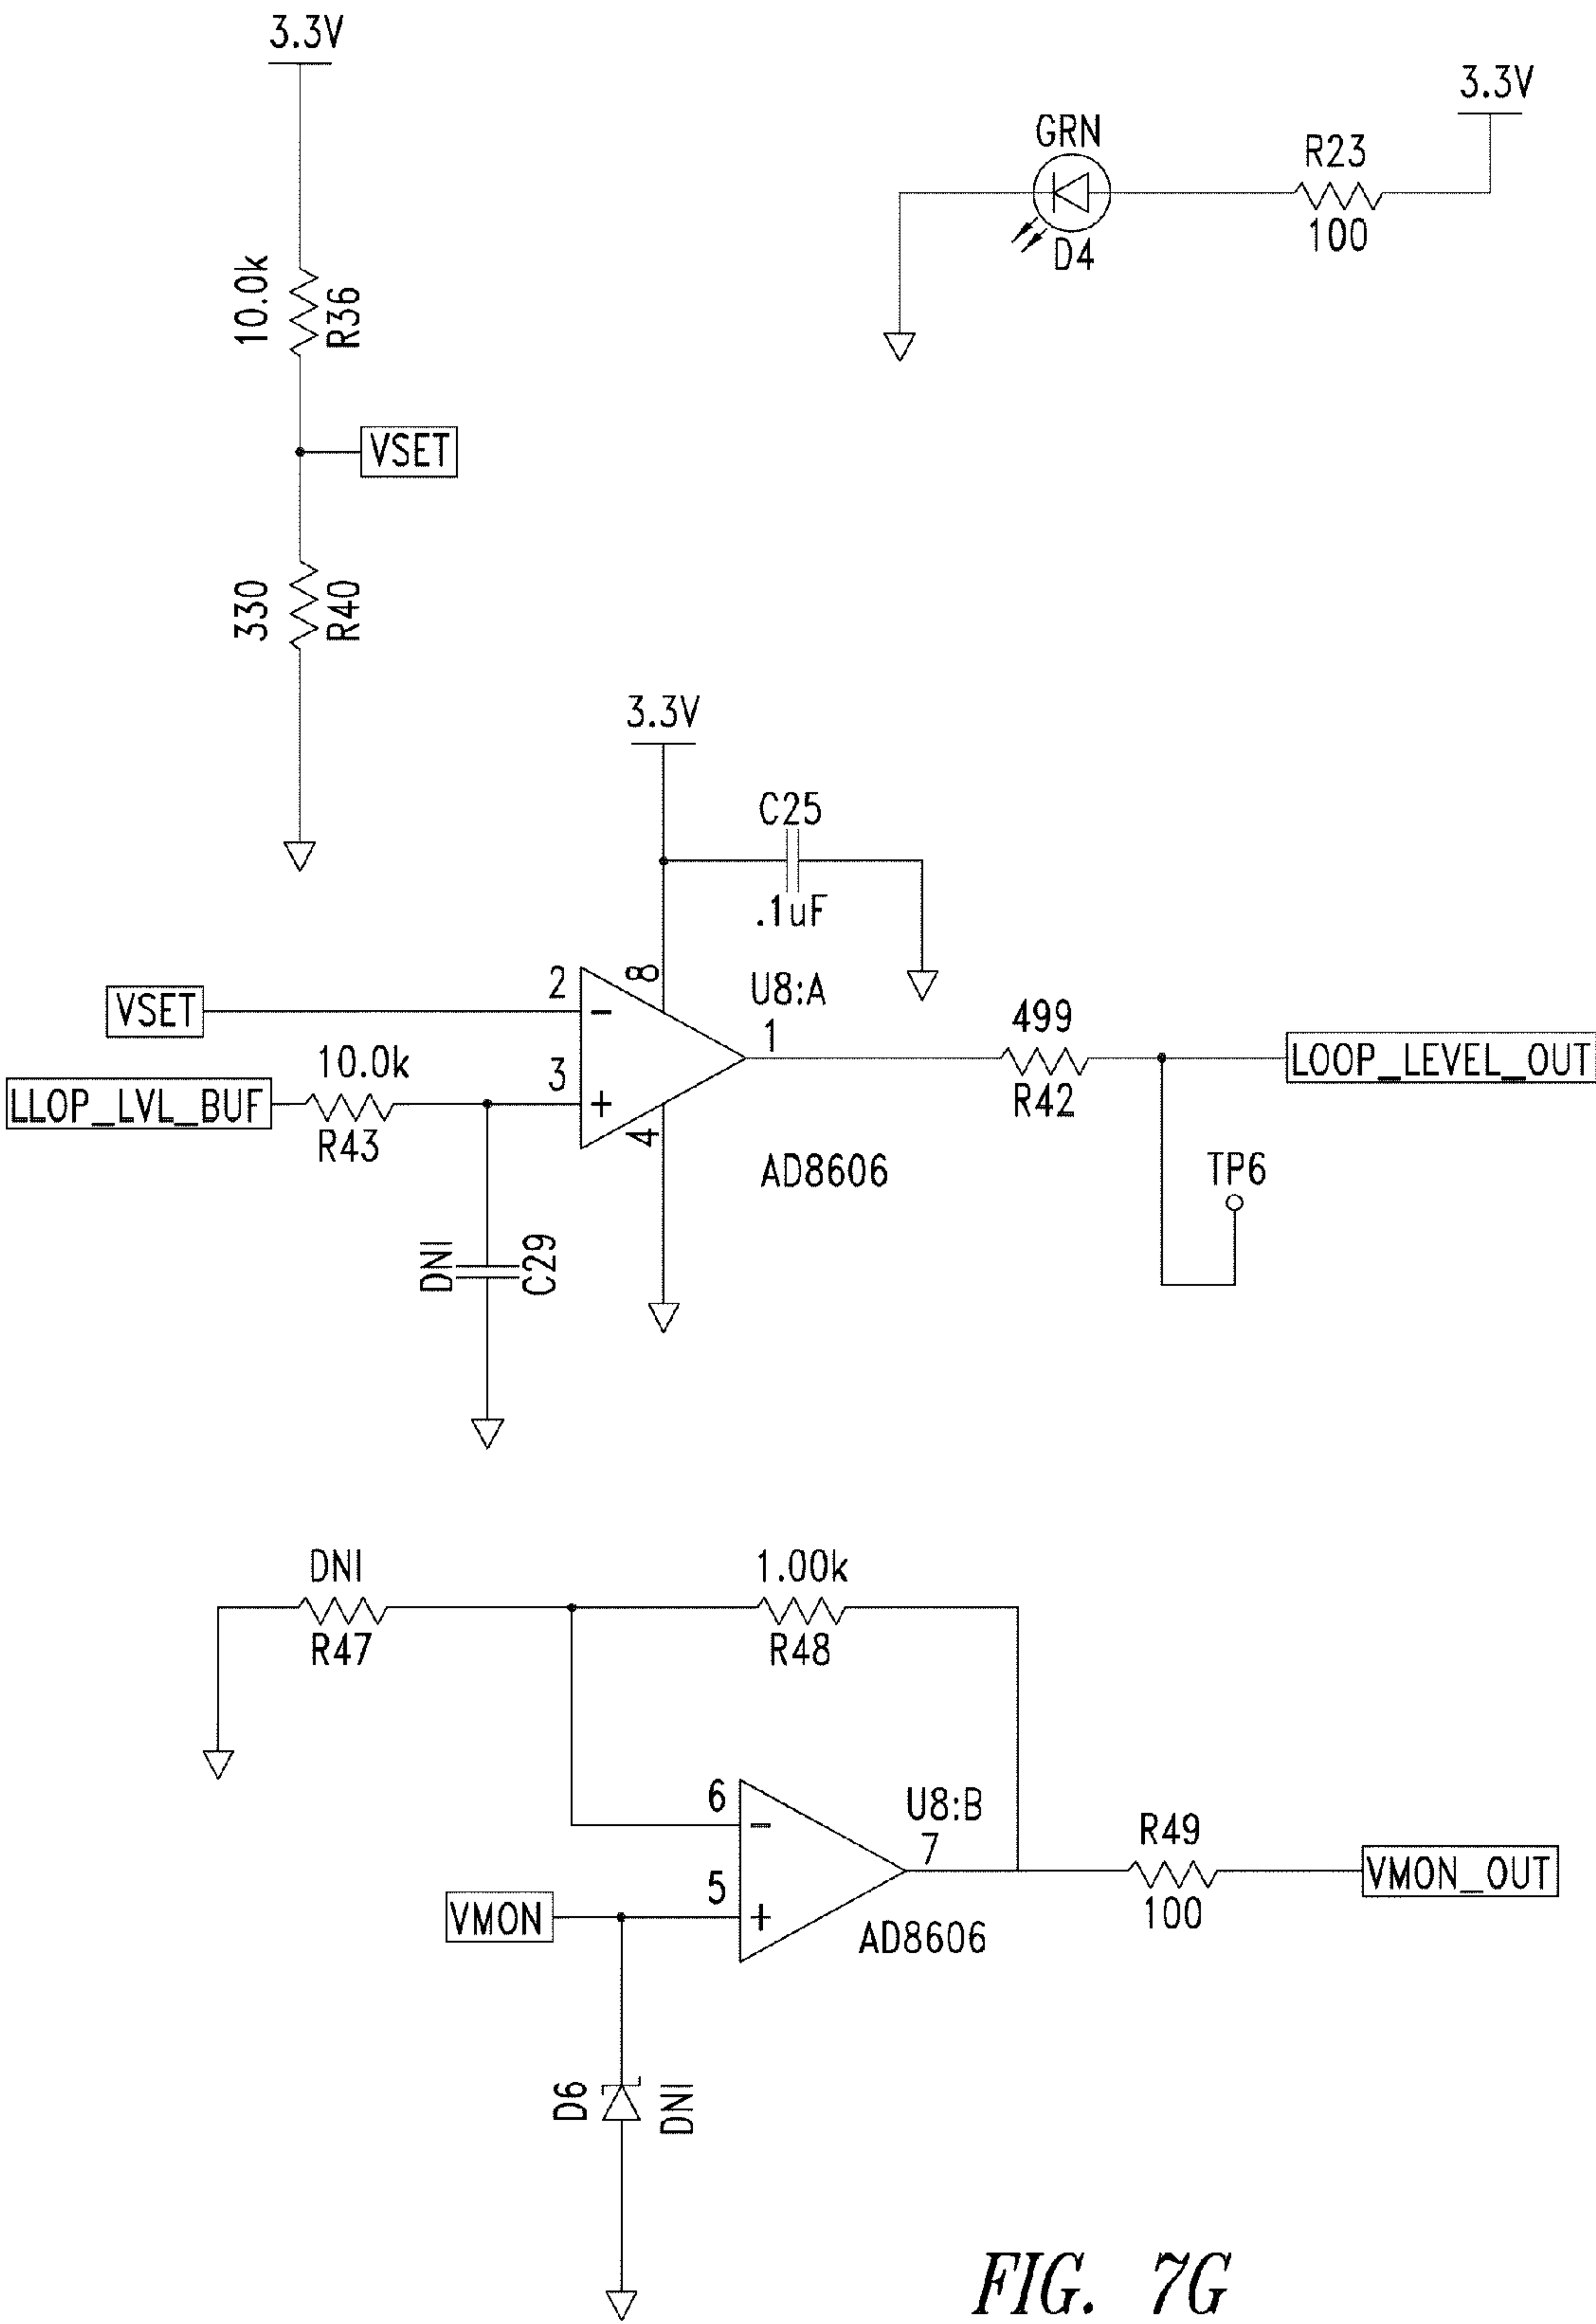 3.3V
3.3V
GRN
R23
D4
100
10.0k
R36
VSET
330
R40
3.3V
C25
.1uF
VSET
2
8
U8:A
1
499
10.0k
3
LOOP_LEVEL_OUT
LLOP_LVL_BUF
R42
R43
4
AD8606
TP6
DNI
C29
DNI
1.00k
R47
R48
6
U8:B
7
R49
VMON_OUT
5
VMON
100
AD8606
D6
DNI
FIG. 7G